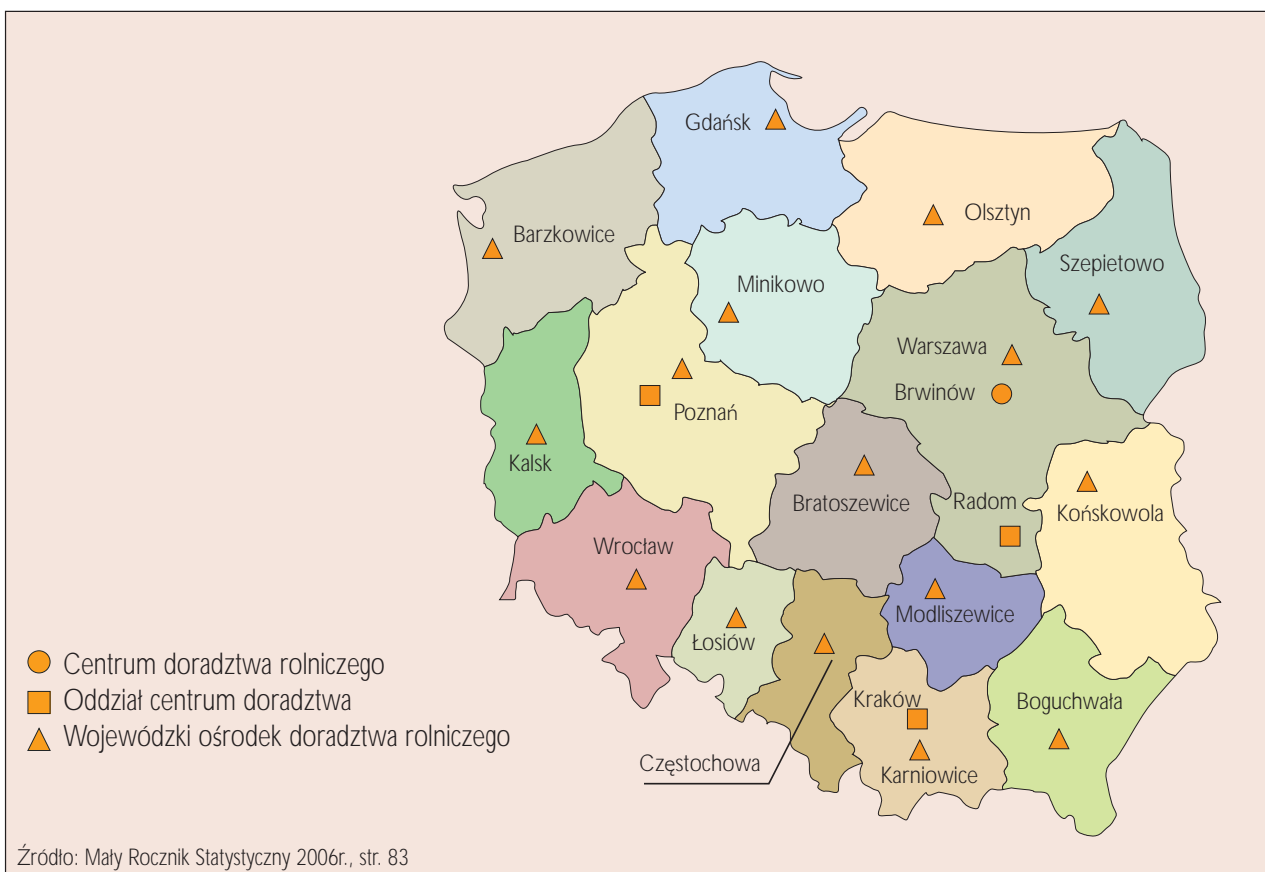 Gdańsk
Olsztyn
Barzkowice
Szepietowo
Minikowo
Warszawa
Brwinów
Poznań
Kalsk
Bratoszewice
Radom
Końskowola
Wrocław
Modliszewice
Łosiów
Kraków
Boguchwała
Częstochowa
Karniowice
Centrum doradztwa rolniczego
Oddział centrum doradztwa
Wojewódzki ośrodek doradztwa rolniczego
Źródło: Mały Rocznik Statystyczny 2006r., str. 83